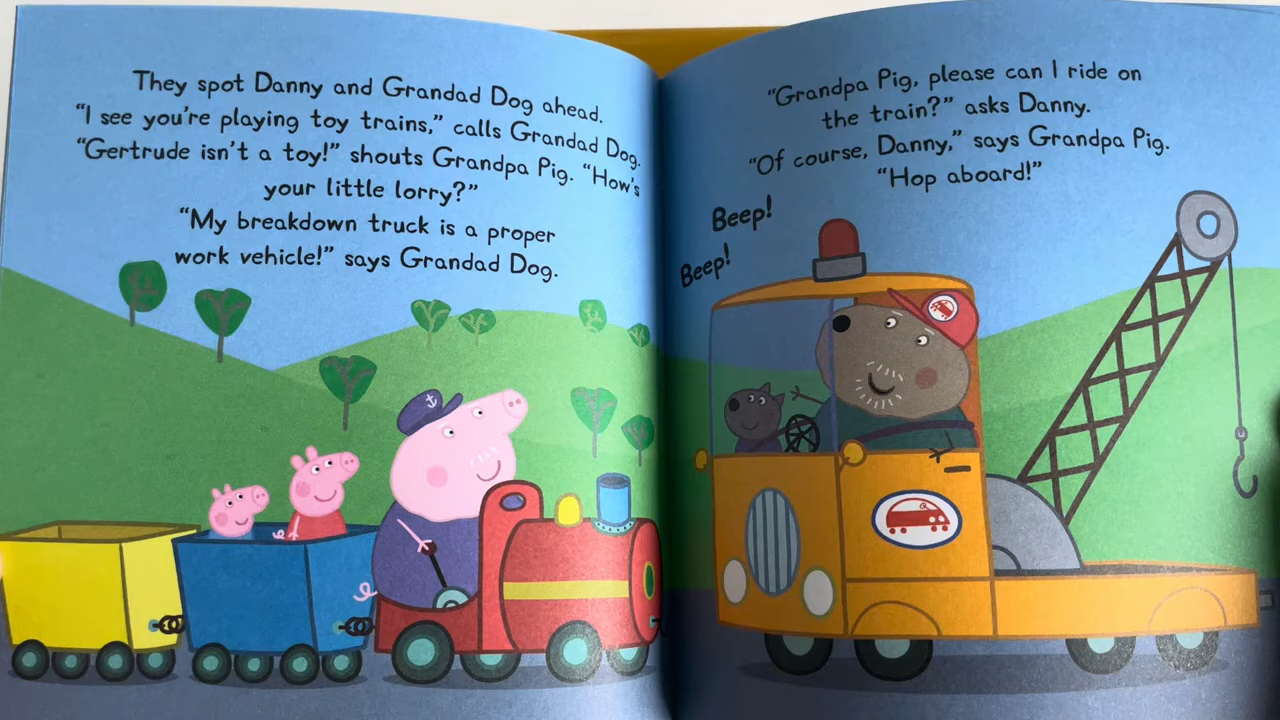 They spot Danny and Grandad Dog ahead.
“I see you’re playing toy trains,” calls Grandad Dog.
“Gertrude isn’t a toy!” shouts Grandpa Pig. “How’s
your little lorry?”
“My breakdown truck is a proper
work vehicle!” says Grandad Dog.
“Grandpa Pig, please can I ride on
the train?” asks Danny.
“Of course, Danny,” says Grandpa Pig.
“Hop aboard!”
Beep!
Beep!